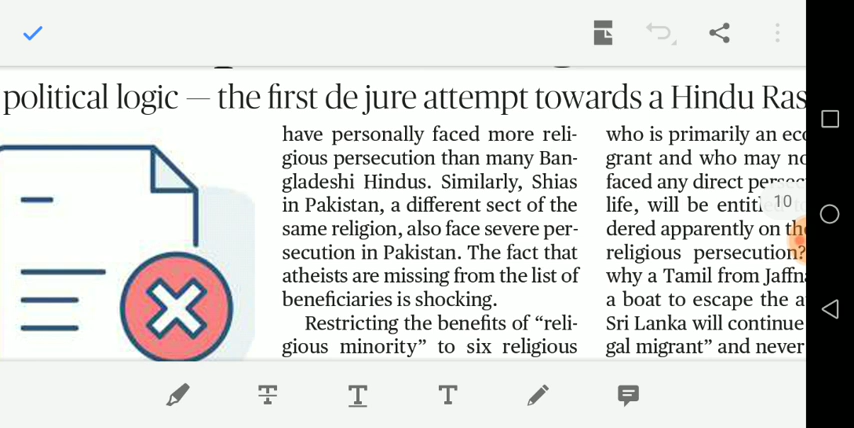 political logic — the first de jure attempt towards a Hindu Ras
have personally faced more reli-
gious persecution than many Ban-
gladeshi Hindus. Similarly, Shias
in Pakistan, a different sect of the
same religion, also face severe per-
secution in Pakistan. The fact that
atheists are missing from the list of
beneficiaries is shocking.
Restricting the benefits of “reli-
gious minority” to six religious
who is primarily an eco
grant and who may no
faced any direct persec
life, will be entit
dered apparently on th
religious persecution?
why a Tamil from Jaffn
a boat to escape the a
Sri Lanka will continue
gal migrant” and never
10